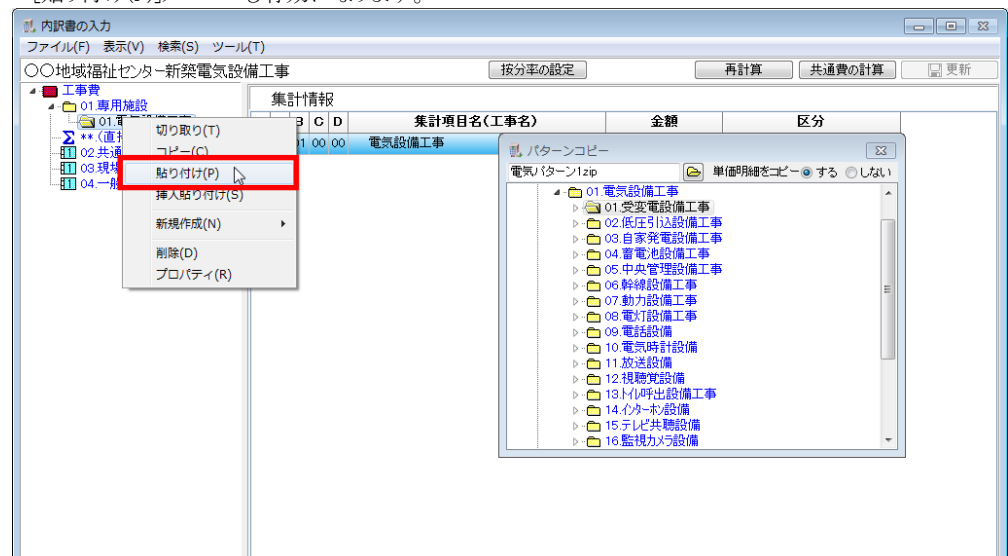 内訳書の入力
ファイル(F) 表示(V) 検索(S) ツール(T)
〇〇地域福祉センター新築電気設備工事
按分率の設定
再計算
共通費の計算
更新
工事費
01.専用施設
01.電
**.(直接
02.共通
03.現場
04.一般
切り取り(T)
コピー(C)
貼り付け(P)
挿入貼り付け(S)
新規作成(N)
削除(D)
プロパティ(R)
集計情報
B C D 集計項目名(工事名) 金額 区分
01 00 00 電気設備工事
パターンコピー
電気パターン1zip 単価明細をコピー する しない
01.電気設備工事
01.受変電設備工事
02.低圧引込設備工事
03.自家発電設備工事
04.蓄電池設備工事
05.中央管理設備工事
06.幹線設備工事
07.動力設備工事
08.電灯設備工事
09.電話設備
10.電気時計設備
11.放送設備
12.視聴覚設備
13.トイレ呼出設備工事
14.インターホン設備
15.テレビ共聴設備
16.監視カメラ設備